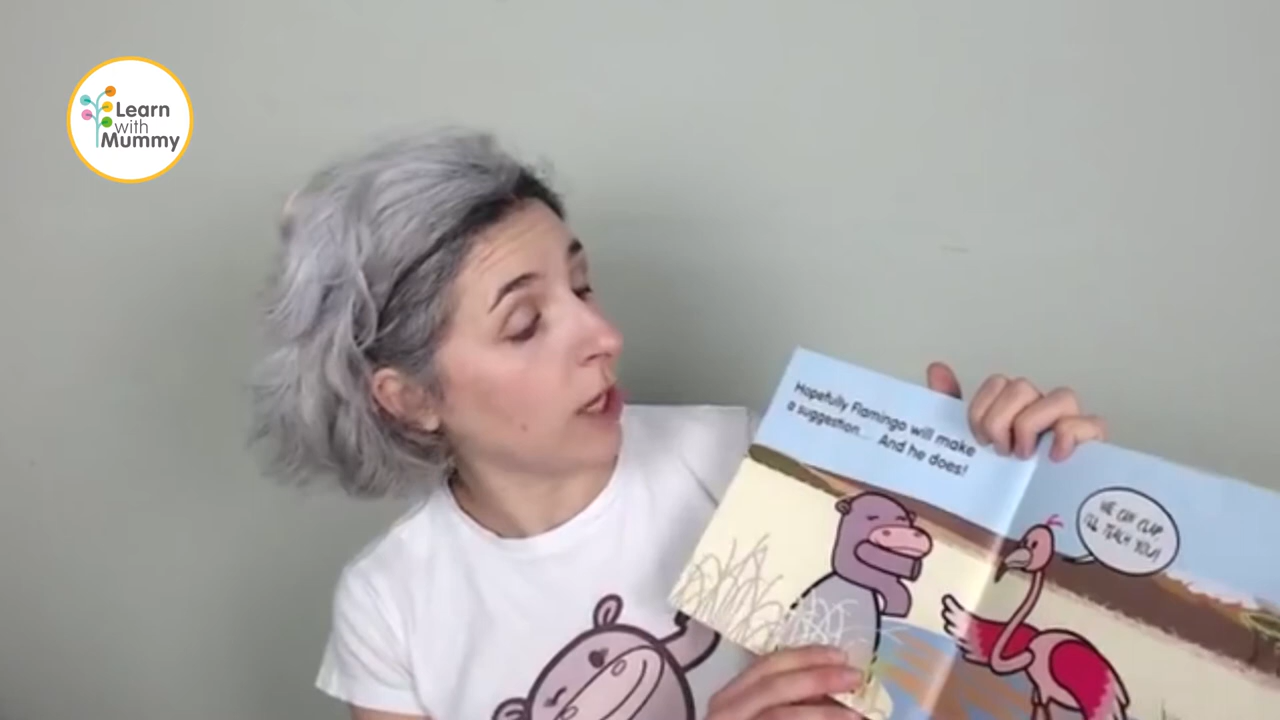 Learn
with
Mummy
Hopefully Flamingo will make
a suggestion... And he does!
WE CAN CLAP,
I'LL TEACH YOU!